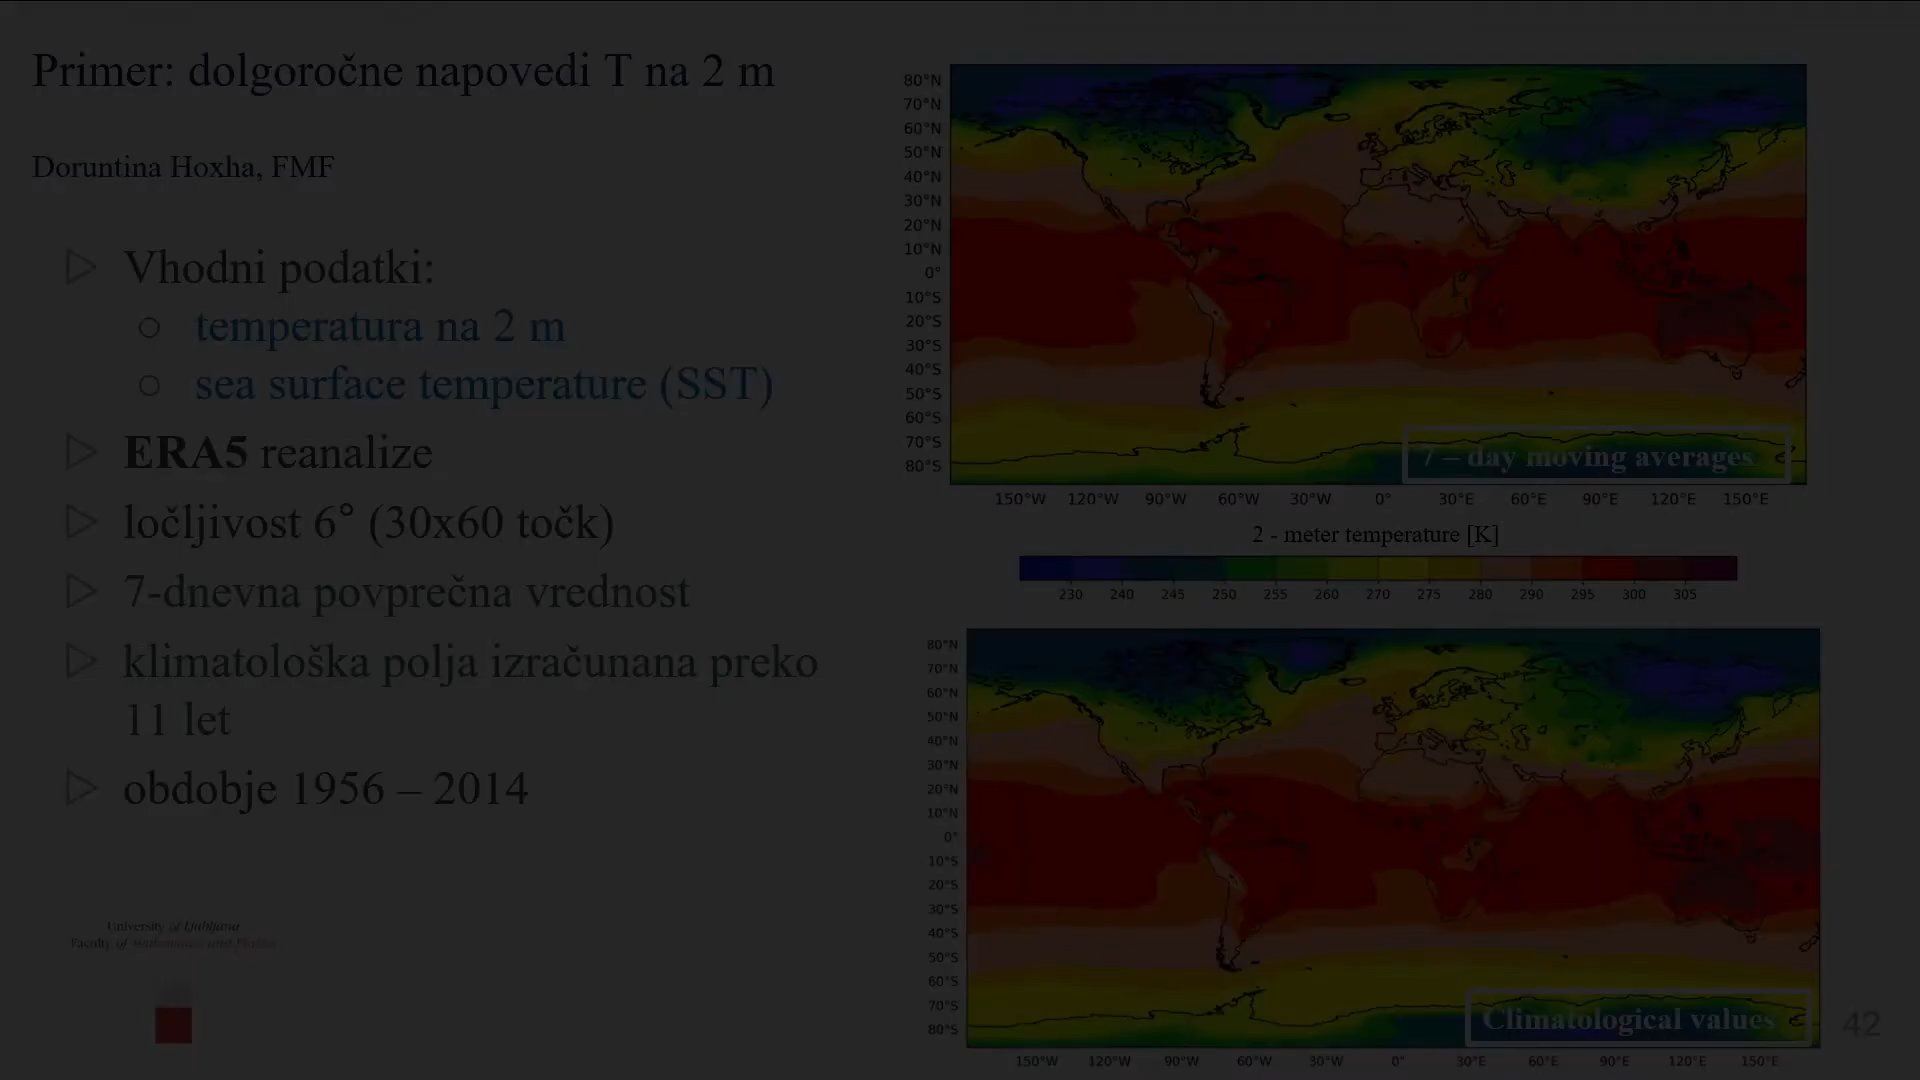 Primer: dolgoročne napovedi T na 2 m
Doruntina Hoxha, FMF
Vhodni podatki:
temperatura na 2 m
sea surface temperature (SST)
ERA5 reanalize
ločljivost 6° (30x60 točk)
7-dnevna povprečna vrednost
klimatološka polja izračunana preko
11 let
obdobje 1956 – 2014
University of Ljubljana
Faculty of Mathematics and Physics
80°N
70°N
60°N
50°N
40°N
30°N
20°N
10°N
0°
10°S
20°S
30°S
40°S
50°S
60°S
70°S
80°S
7 – day moving averages
150°W 120°W 90°W 60°W 30°W 0° 30°E 60°E 90°E 120°E 150°E
2 - meter temperature [K]
230 240 245 250 255 260 270 275 280 290 295 300 305
80°N
70°N
60°N
50°N
40°N
30°N
20°N
10°N
0°
10°S
20°S
30°S
40°S
50°S
60°S
70°S
80°S
Climatological values
150°W 120°W 90°W 60°W 30°W 0° 30°E 60°E 90°E 120°E 150°E
42